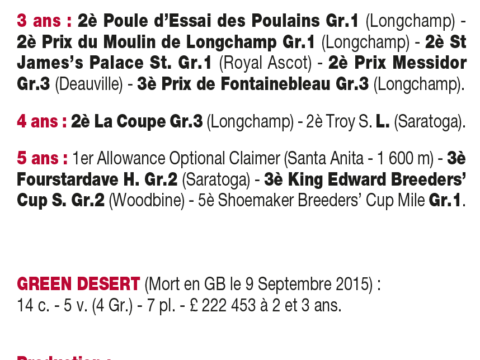 3 ans : 2è Poule d'Essai des Poulains Gr.1 (Longchamp) -
2è Prix du Moulin de Longchamp Gr.1 (Longchamp) - 2è St
James's Palace St. Gr.1 (Royal Ascot) - 2è Prix Messidor
Gr.3 (Deauville) - 3è Prix de Fontainebleau Gr.3 (Longchamp).
4 ans : 2è La Coupe Gr.3 (Longchamp) - 2è Troy S. L. (Saratoga).
5 ans : 1er Allowance Optional Claimer (Santa Anita - 1 600 m) - 3è
Fourstardave H. Gr.2 (Saratoga) - 3è King Edward Breeders'
Cup S. Gr.2 (Woodbine) - 5è Shoemaker Breeders' Cup Mile Gr.1.
GREEN DESERT (Mort en GB le 9 Septembre 2015) :
14 c. - 5 v. (4 Gr.) - 7 pl. - £ 222 453 à 2 et 3 ans.